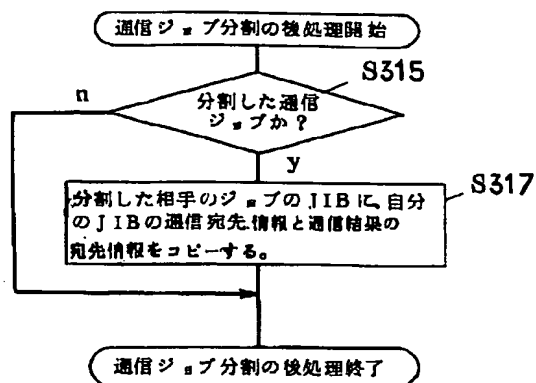 通信ジョブ分割の後処理開始
S315
分割した通信
ジョブか?
n
y
S317
分割した相手のジョブのJIBに、自分
のJIBの通信宛先情報と通信結果の
宛先情報をコピーする。
通信ジョブ分割の後処理終了